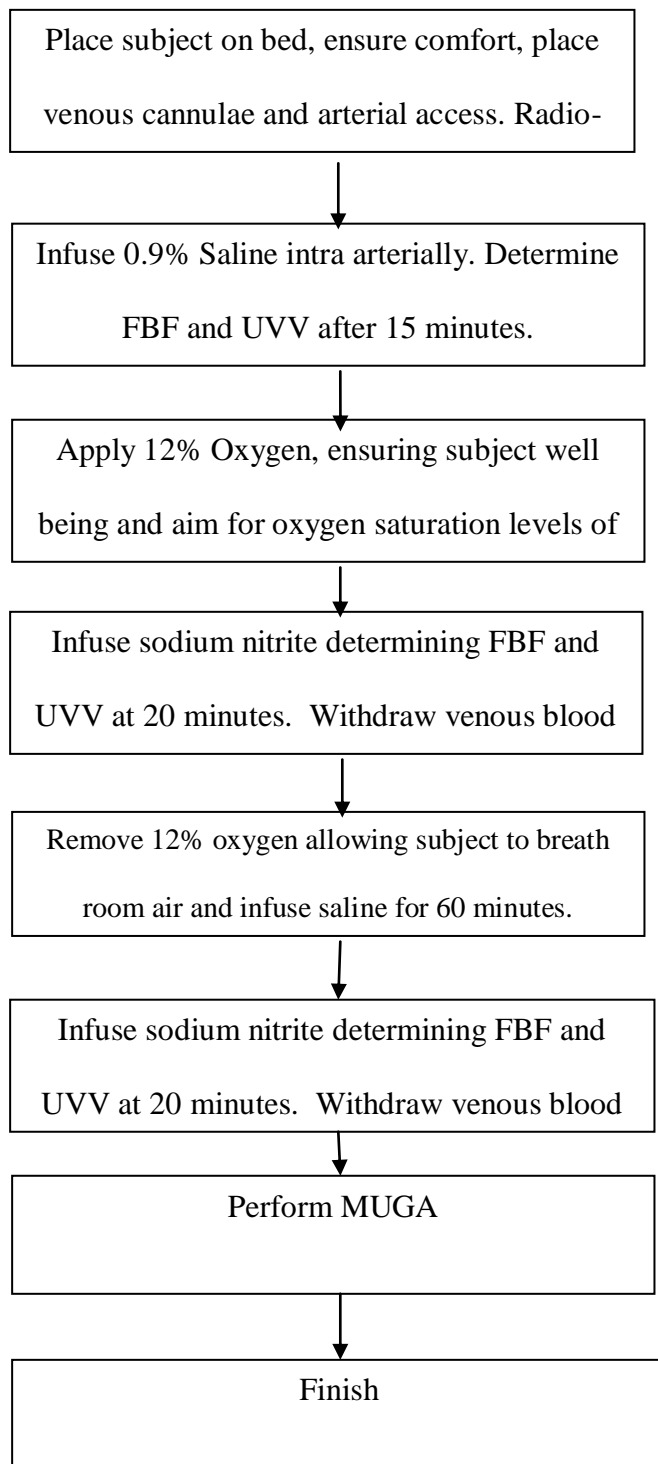 Place subject on bed, ensure comfort, place
venous cannulae and arterial access. Radio-
Infuse 0.9% Saline intra arterially. Determine
FBF and UVV after 15 minutes.
Apply 12% Oxygen, ensuring subject well
being and aim for oxygen saturation levels of
Infuse sodium nitrite determining FBF and
UVV at 20 minutes.  Withdraw venous blood
Remove 12% oxygen allowing subject to breath
room air and infuse saline for 60 minutes.
Infuse sodium nitrite determining FBF and
UVV at 20 minutes.  Withdraw venous blood
Perform MUGA
Finish